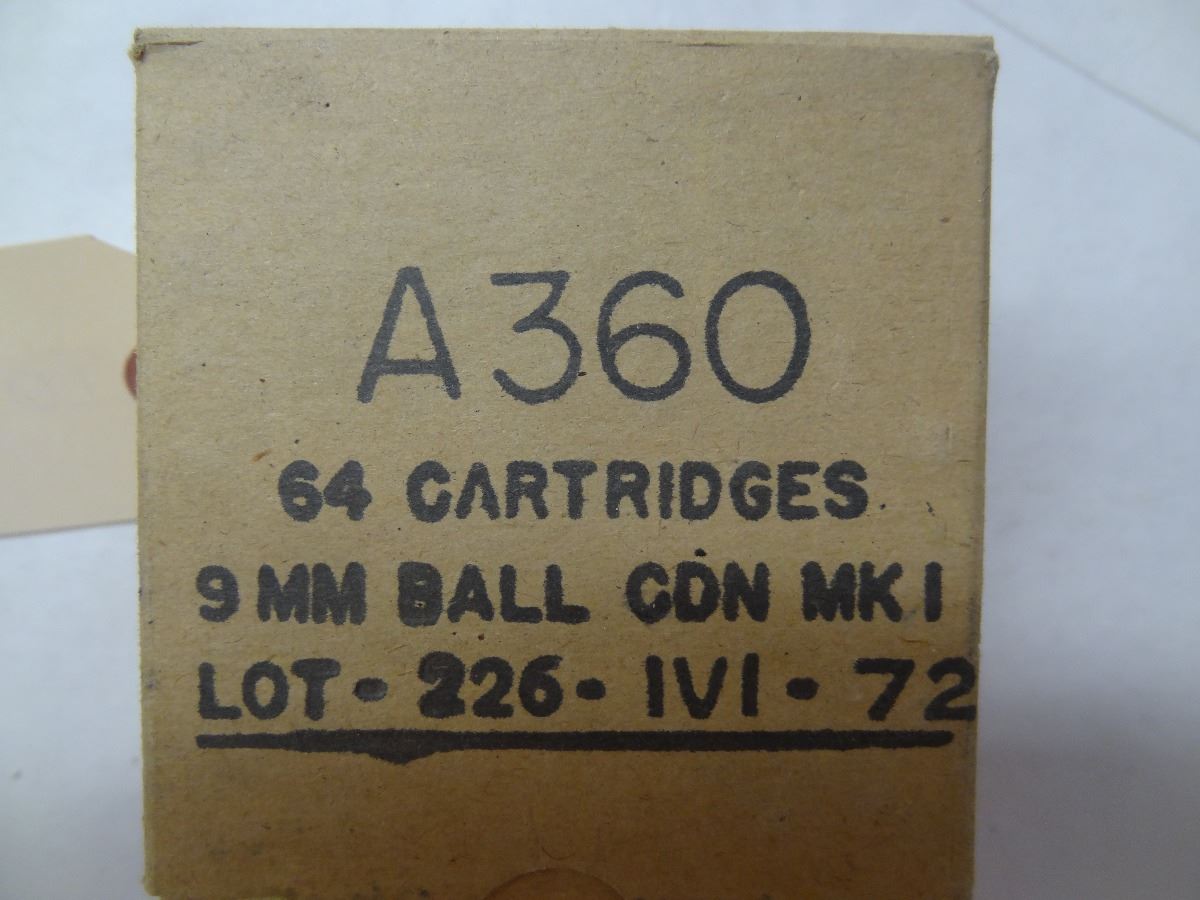 A360
64 CARTRIDGES
9 MM BALL CDN MK I
LOT - 226 - IVI - 72